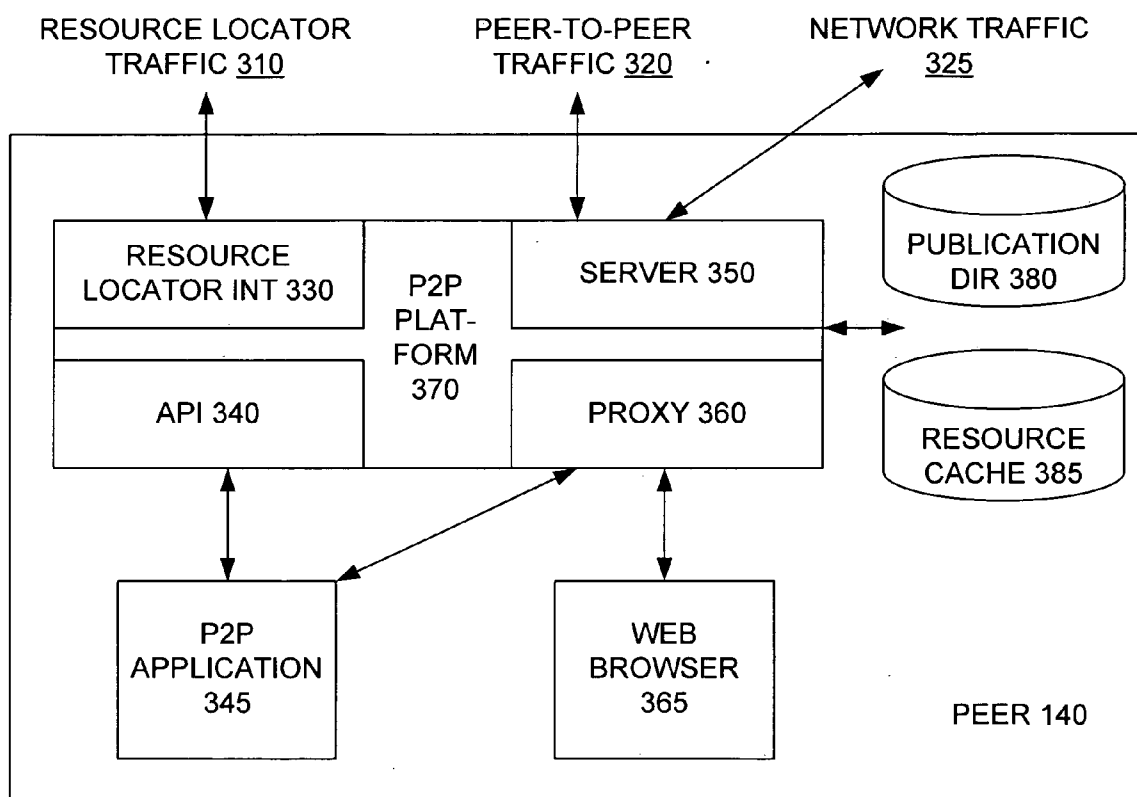 RESOURCE LOCATOR
TRAFFIC 310
PEER-TO-PEER
TRAFFIC 320
NETWORK TRAFFIC
325
RESOURCE
LOCATOR INT 330
P2P
PLAT-
FORM
370
SERVER 350
PUBLICATION
DIR 380
API 340
PROXY 360
RESOURCE
CACHE 385
P2P
APPLICATION
345
WEB
BROWSER
365
PEER 140